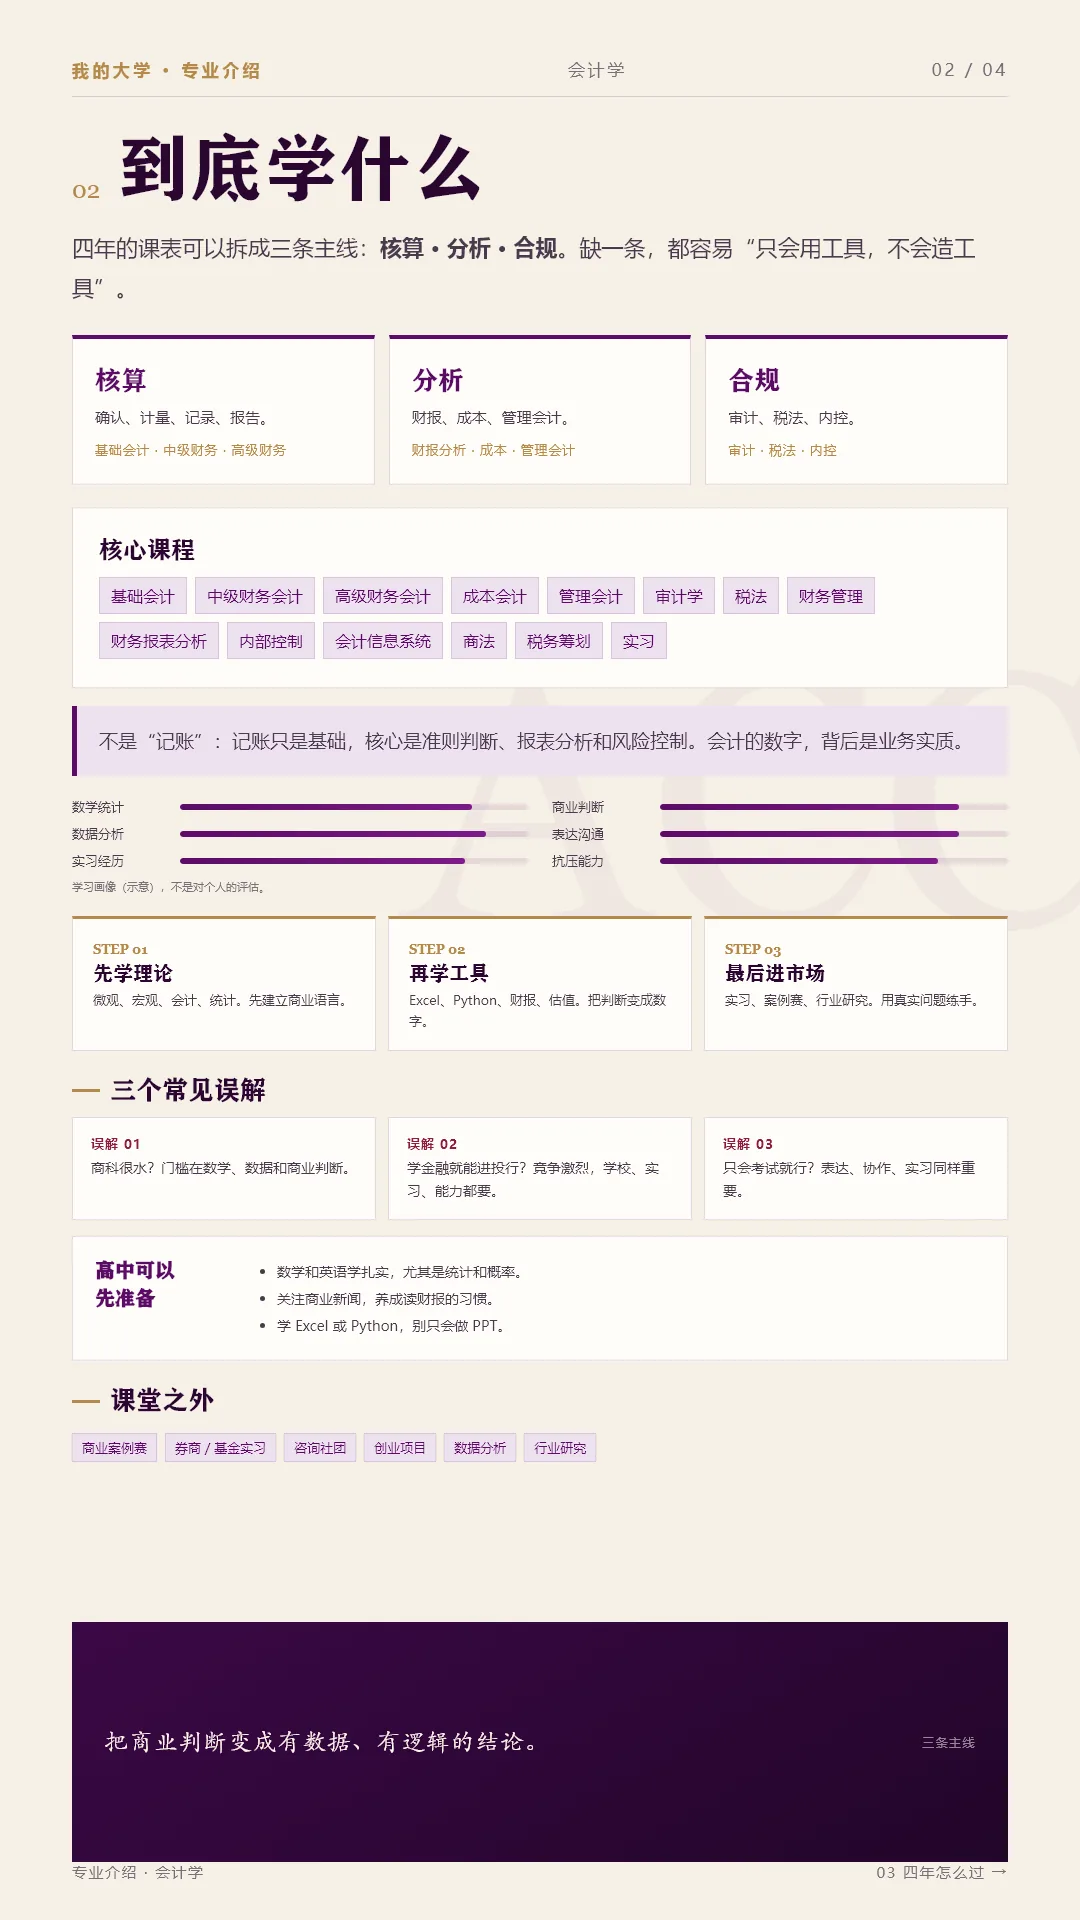 我的大学 · 专业介绍
会计学
02 / 04
02 到底学什么
四年的课表可以拆成三条主线：核算·分析·合规。缺一条，都容易“只会用工具，不会造工
具”。
核算
确认、计量、记录、报告。
基础会计 · 中级财务 · 高级财务
分析
财报、成本、管理会计。
财报分析 · 成本 · 管理会计
合规
审计、税法、内控。
审计 · 税法 · 内控
核心课程
基础会计 中级财务会计 高级财务会计 成本会计 管理会计 审计学 税法 财务管理
财务报表分析 内部控制 会计信息系统 商法 税务筹划 实习
不是“记账”：记账只是基础，核心是准则判断、报表分析和风险控制。会计的数字，背后是业务实质。
数学统计
商业判断
数据分析
表达沟通
实习经历
抗压能力
学习画像（示意），不是对个人的评估。
ACC
STEP 01
先学理论
微观、宏观、会计、统计。先建立商业语言。
STEP 02
再学工具
Excel、Python、财报、估值。把判断变成数
字。
STEP 03
最后进市场
实习、案例赛、行业研究。用真实问题练手。
三个常见误解
误解 01
商科很水？门槛在数学、数据和商业判断。
误解 02
学金融就能进投行？竞争激烈，学校、实
习、能力都要。
误解 03
只会考试就行？表达、协作、实习同样重
要。
高中可以
先准备
• 数学和英语学扎实，尤其是统计和概率。
• 关注商业新闻，养成读财报的习惯。
• 学 Excel 或 Python，别只会做 PPT。
课堂之外
商业案例赛 券商 / 基金实习 咨询社团 创业项目 数据分析 行业研究
把商业判断变成有数据、有逻辑的结论。
三条主线
专业介绍 · 会计学
03 四年怎么过 →